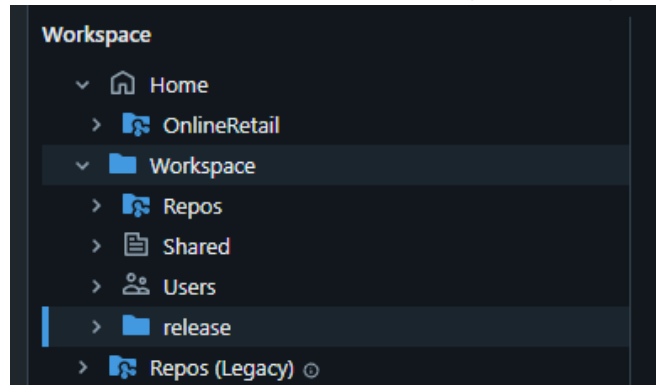 Workspace
Home
OnlineRetail
Workspace
Repos
Shared
Users
release
Repos (Legacy)